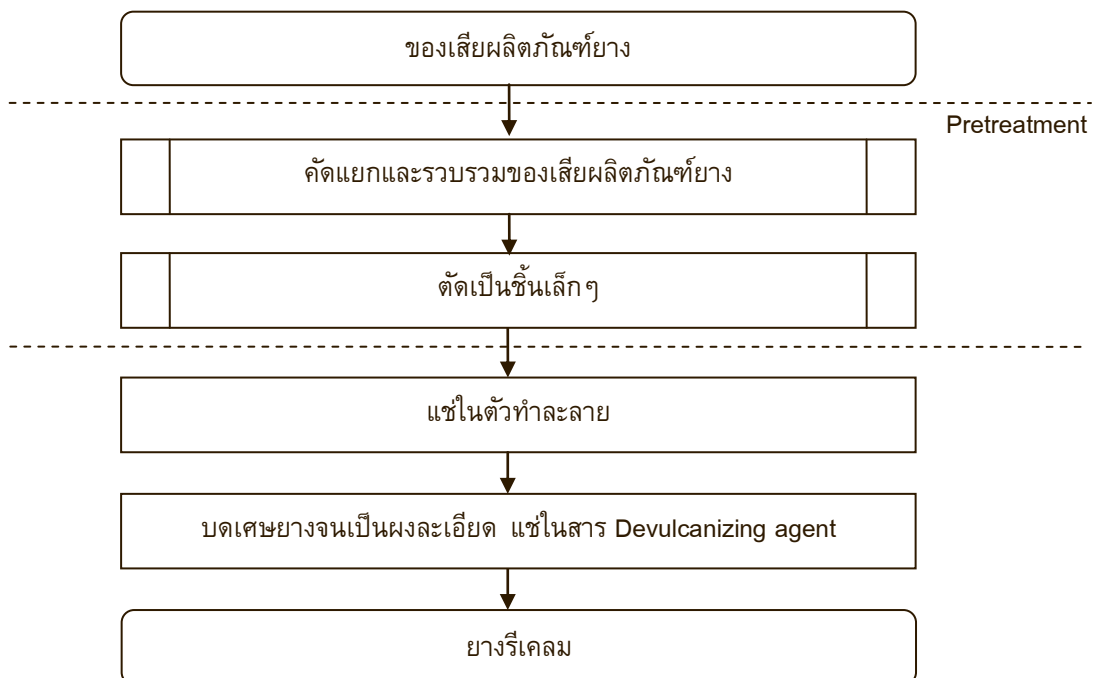 ของเสียผลิตภัณฑ์ยาง
Pretreatment
คัดแยกและรวบรวมของเสียผลิตภัณฑ์ยาง
ตัดเป็นชิ้นเล็กๆ
แช่ในตัวทำละลาย
บดเศษยางจนเป็นผงละเอียด แช่ในสาร Devulcanizing agent
ยางรีเคลม